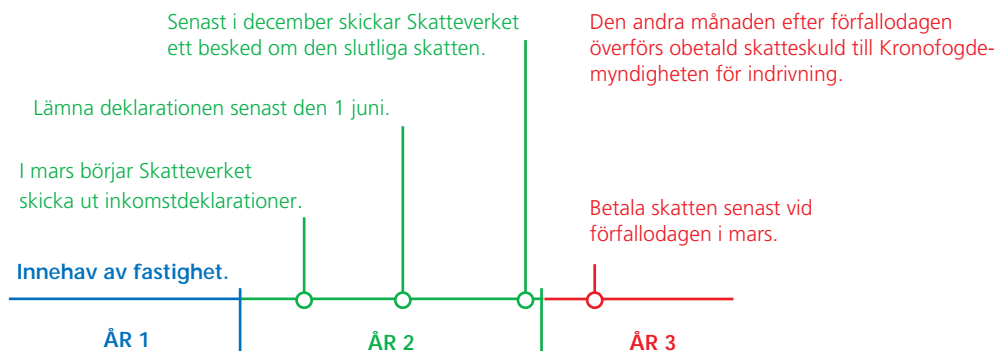 Senast i december skickar Skatteverket
ett besked om den slutliga skatten.
Den andra månaden efter förfallodagen
överförs obetald skatteskuld till Kronofogde-
myndigheten för indrivning.
Lämna deklarationen senast den 1 juni.
I mars börjar Skatteverket
skicka ut inkomstdeklarationer.
Betala skatten senast vid
förfallodagen i mars.
Innehav av fastighet.
ÅR 1
ÅR 2
ÅR 3